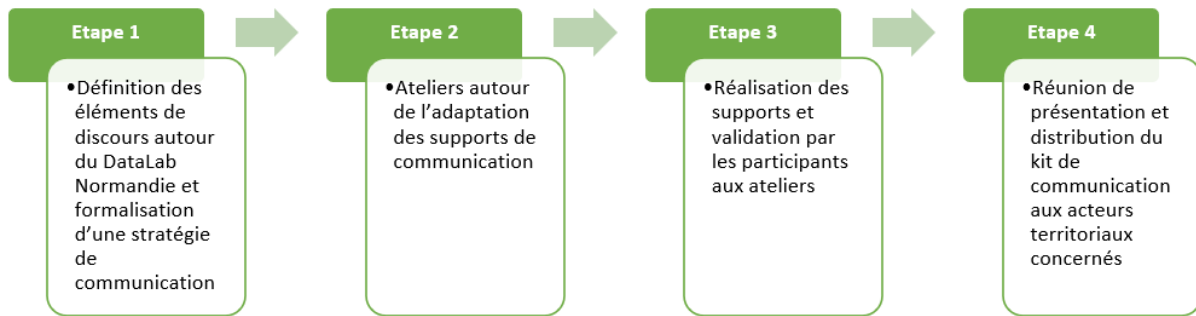 Etape 1
•Définition des
éléments de
discours autour
du DataLab
Normandie et
formalisation
d’une stratégie
de
communication
Etape 2
•Ateliers autour
de l’adaptation
des supports de
communication
Etape 3
•Réalisation des
supports et
validation par
les participants
aux ateliers
Etape 4
•Réunion de
présentation et
distribution du
kit de
communication
aux acteurs
territoriaux
concernés